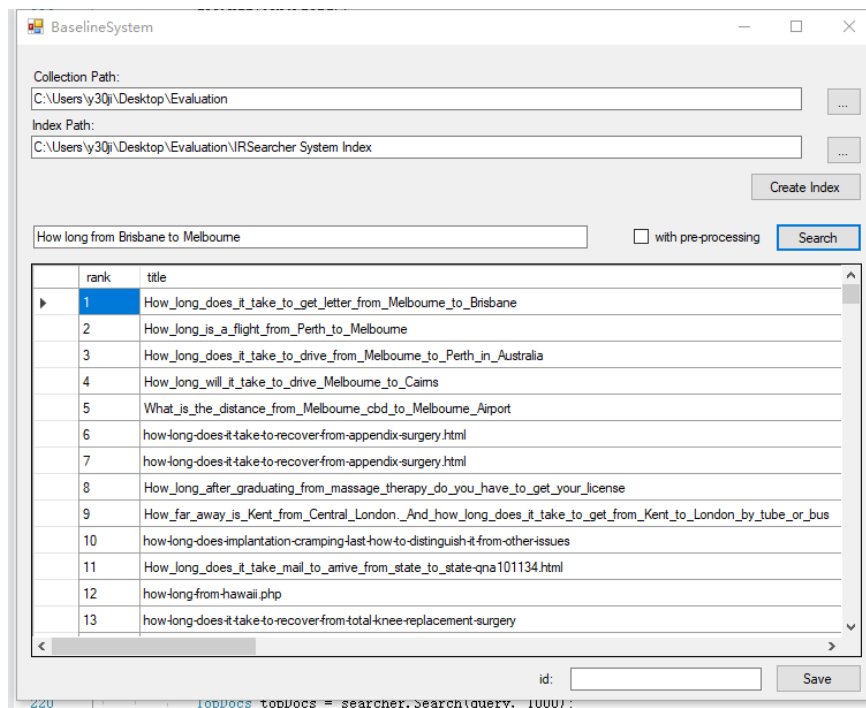 BaselineSystem
Collection Path:
C:\Users\y30ji\Desktop\Evaluation
...
Index Path:
C:\Users\y30ji\Desktop\Evaluation\IRSearcher System Index
...
Create Index
How long from Brisbane to Melbourne
with pre-processing
Search
rank title
1 How_long_does_it_take_to_get_letter_from_Melbourne_to_Brisbane
2 How_long_is_a_flight_from_Perth_to_Melbourne
3 How_long_does_it_take_to_drive_from_Melbourne_to_Perth_in_Australia
4 How_long_will_it_take_to_drive_Melbourne_to_Cairns
5 What_is_the_distance_from_Melbourne_cbd_to_Melbourne_Airport
6 how-long-does-it-take-to-recover-from-appendix-surgery.html
7 how-long-does-it-take-to-recover-from-appendix-surgery.html
8 How_long_after_graduating_from_massage_therapy_do_you_have_to_get_your_license
9 How_far_away_is_Kent_from_Central_London._And_how_long_does_it_take_to_get_from_Kent_to_London_by_tube_or_bus
10 how-long-does-implantation-cramping-last-how-to-distinguish-it-from-other-issues
11 How_long_does_it_take_mail_to_arrive_from_state_to_state-qna101134.html
12 how-long-from-hawaii.php
13 how-long-does-it-take-to-recover-from-total-knee-replacement-surgery
id:
Save
220 TopDocs topDocs = searcher.Search(query, 1000);